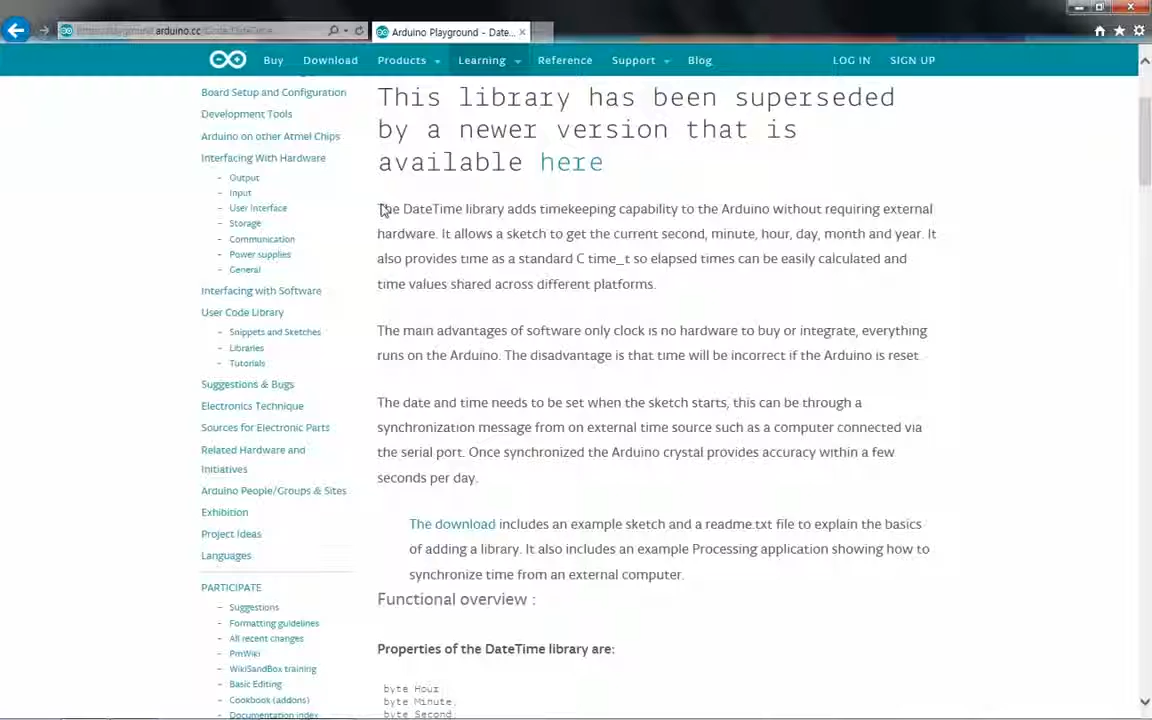 arduino.cc
Arduino Playground - Date...
Buy
Download
Products
Learning
Reference
Support
Blog
LOG IN
SIGN UP
Board Setup and Configuration
Development Tools
Arduino on other Atmel Chips
Interfacing With Hardware
- Output
- Input
- User Interface
- Storage
- Communication
- Power supplies
- General
Interfacing with Software
User Code Library
- Snippets and Sketches
- Libraries
- Tutorials
Suggestions & Bugs
Electronics Technique
Sources for Electronic Parts
Related Hardware and
Initiatives
Arduino People/Groups & Sites
Exhibition
Project Ideas
Languages
PARTICIPATE
- Suggestions
- Formatting guidelines
- All recent changes
- PmWiki
- WikiSandBox training
- Basic Editing
- Cookbook (addons)
- Documentation index
This library has been superseded
by a newer version that is
available here
The DateTime library adds timekeeping capability to the Arduino without requiring external
hardware. It allows a sketch to get the current second, minute, hour, day, month and year. It
also provides time as a standard C time_t so elapsed times can be easily calculated and
time values shared across different platforms.
The main advantages of software only clock is no hardware to buy or integrate, everything
runs on the Arduino. The disadvantage is that time will be incorrect if the Arduino is reset.
The date and time needs to be set when the sketch starts, this can be through a
synchronization message from on external time source such as a computer connected via
the serial port. Once synchronized the Arduino crystal provides accuracy within a few
seconds per day.
The download includes an example sketch and a readme.txt file to explain the basics
of adding a library. It also includes an example Processing application showing how to
synchronize time from an external computer.
Functional overview :
Properties of the DateTime library are:
byte Hour
byte Minute
byte Second